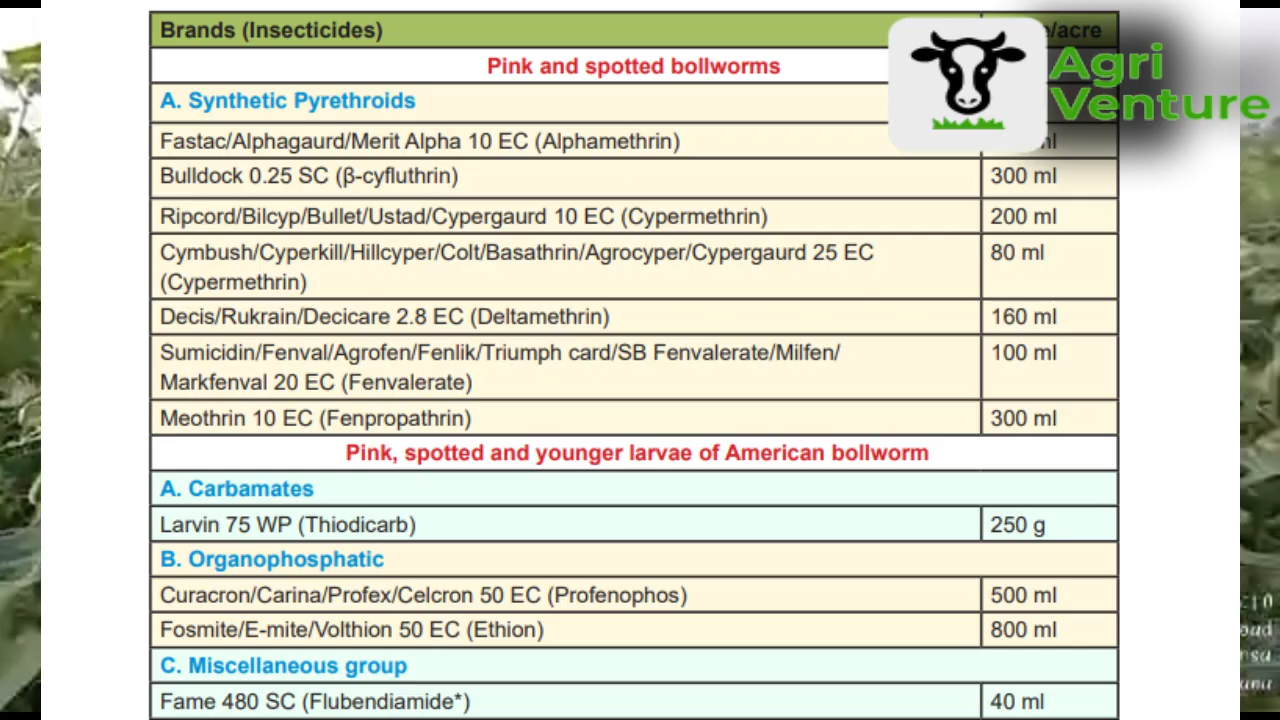 Brands (Insecticides) /acre
Agri
Venture
Pink and spotted bollworms
A. Synthetic Pyrethroids
Fastac/Alphagaurd/Merit Alpha 10 EC (Alphamethrin) ml
Bulldock 0.25 SC (β-cyfluthrin) 300 ml
Ripcord/Bilcyp/Bullet/Ustad/Cypergaurd 10 EC (Cypermethrin) 200 ml
Cymbush/Cyperkill/Hillcyper/Colt/Basathrin/Agrocyper/Cypergaurd 25 EC 80 ml
(Cypermethrin)
Decis/Rukrain/Decicare 2.8 EC (Deltamethrin) 160 ml
Sumicidin/Fenval/Agrofen/Fenlik/Triumph card/SB Fenvalerate/Milfen/ 100 ml
Markfenval 20 EC (Fenvalerate)
Meothrin 10 EC (Fenpropathrin) 300 ml
Pink, spotted and younger larvae of American bollworm
A. Carbamates
Larvin 75 WP (Thiodicarb) 250 g
B. Organophosphatic
Curacron/Carina/Profex/Celcron 50 EC (Profenophos) 500 ml
Fosmite/E-mite/Volthion 50 EC (Ethion) 800 ml
C. Miscellaneous group
Fame 480 SC (Flubendiamide*) 40 ml